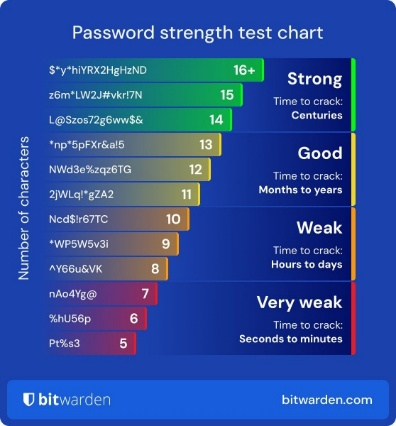 Password strength test chart
Number of characters
$*y*hiYRX2HgHzND 16+
z6m*LW2J#vkr!7N 15
L@Szos72g6ww$& 14
Strong
Time to crack:
Centuries
*np*5pFXr&a!5 13
NWd3e%zqz6TG 12
2jWLq!*gZA2 11
Good
Time to crack:
Months to years
Ncd$!r67TC 10
*WP5W5v3i 9
^Y66u&VK 8
Weak
Time to crack:
Hours to days
nAo4Yg@ 7
%hU56p 6
Pt%s3 5
Very weak
Time to crack:
Seconds to minutes
bitwarden
bitwarden.com